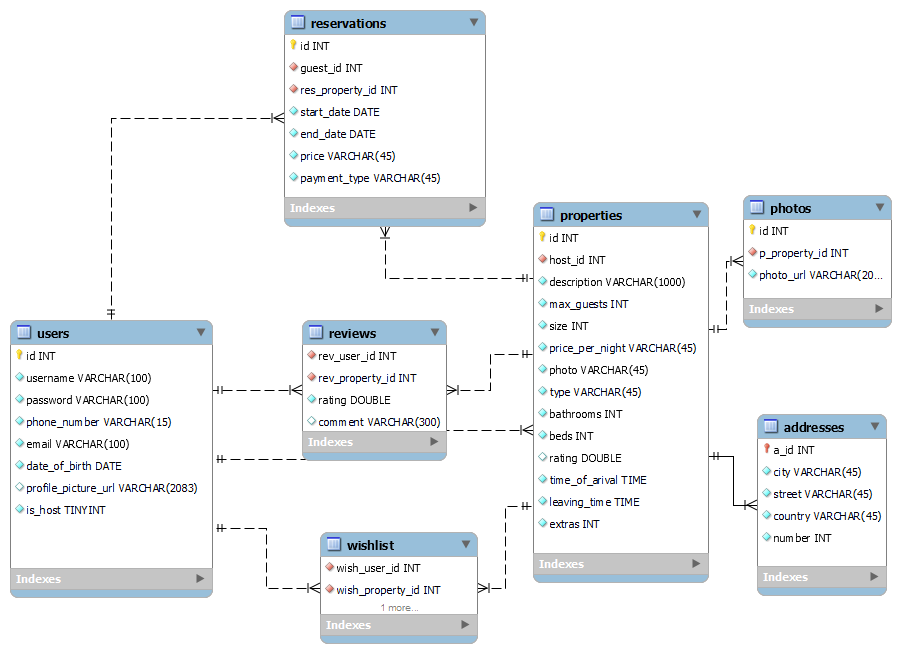 reservations
id INT
guest_id INT
res_property_id INT
start_date DATE
end_date DATE
price VARCHAR(45)
payment_type VARCHAR(45)
Indexes
properties
id INT
host_id INT
description VARCHAR(1000)
max_guests INT
size INT
price_per_night VARCHAR(45)
photo VARCHAR(45)
type VARCHAR(45)
bathrooms INT
beds INT
rating DOUBLE
time_of_arival TIME
leaving_time TIME
extras INT
Indexes
photos
id INT
p_property_id INT
photo_url VARCHAR(20...
Indexes
users
id INT
username VARCHAR(100)
password VARCHAR(100)
phone_number VARCHAR(15)
email VARCHAR(100)
date_of_birth DATE
profile_picture_url VARCHAR(2083)
is_host TINYINT
Indexes
reviews
rev_user_id INT
rev_property_id INT
rating DOUBLE
comment VARCHAR(300)
Indexes
addresses
a_id INT
city VARCHAR(45)
street VARCHAR(45)
country VARCHAR(45)
number INT
Indexes
wishlist
wish_user_id INT
wish_property_id INT
1 more...
Indexes